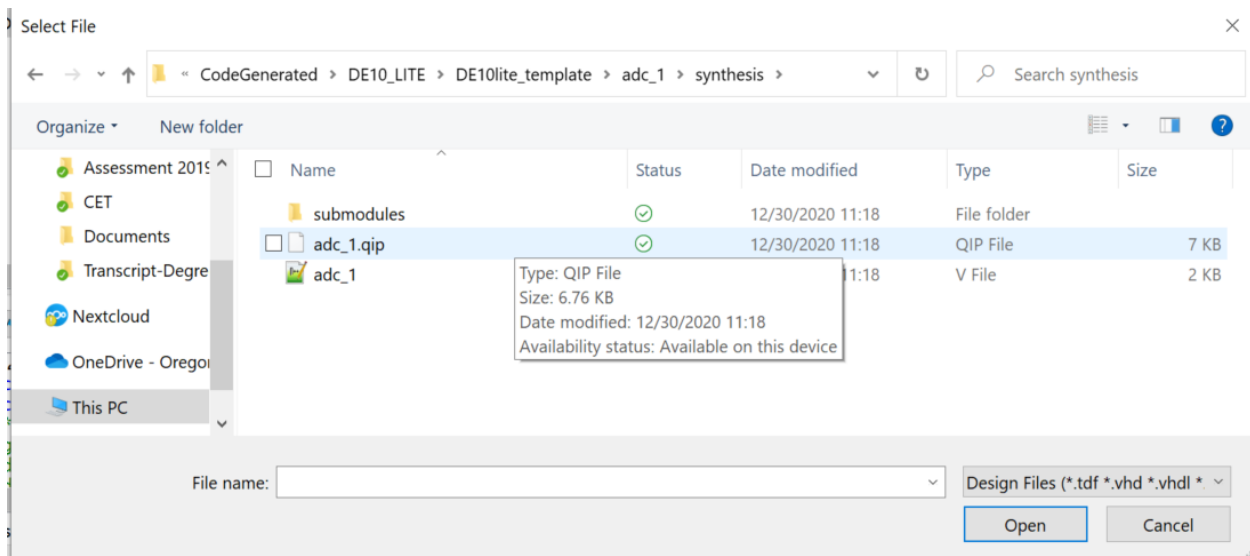 Select File
« CodeGenerated > DE10_LITE > DE10lite_template > adc_1 > synthesis >
Search synthesis
Organize
New folder
Name
Status
Date modified
Type
Size
Assessment 2019
CET
Documents
Transcript-Degre
Nextcloud
OneDrive - Orego
This PC
submodules
12/30/2020 11:18
File folder
adc_1.qip
12/30/2020 11:18
QIP File
7 KB
adc_1
11:18
V File
2 KB
Type: QIP File
Size: 6.76 KB
Date modified: 12/30/2020 11:18
Availability status: Available on this device
File name:
Design Files (*.tdf *.vhd *.vhdl *.
Open
Cancel